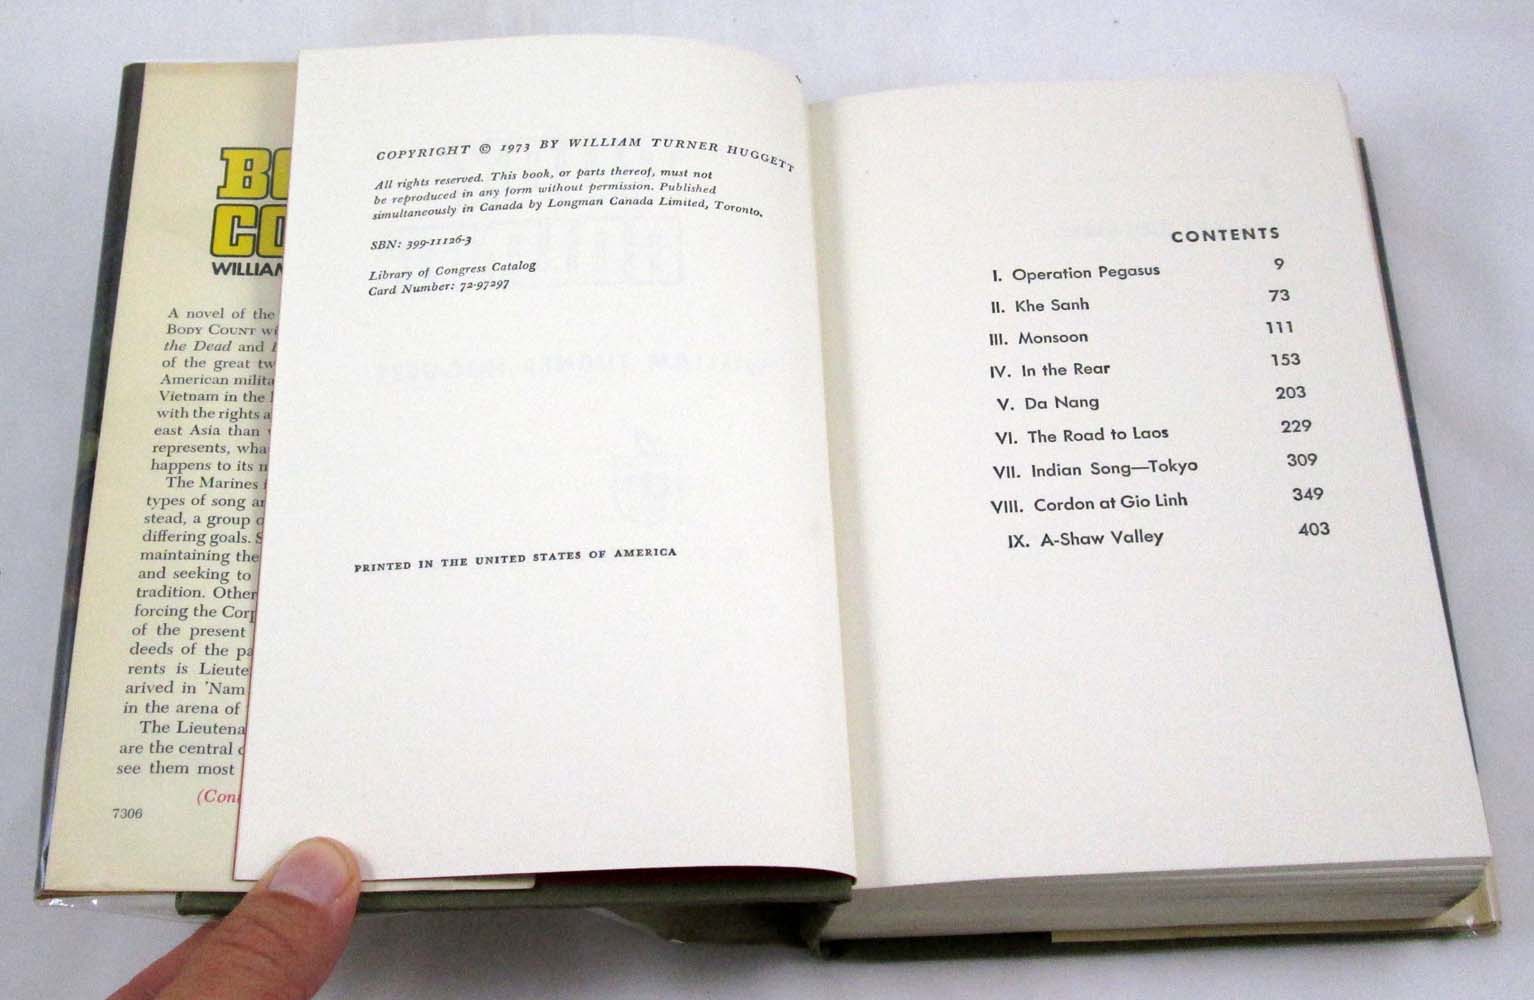 BO
CO
WILLIAM
A novel of the
BODY COUNT
the Dead and
of the great
American
Vietnam in the
with the rights
east Asia than
represents,
happens to its
The Marines
types of song
stead, a group
differing goals.
maintaining the
and seeking to
tradition. Other
forcing the
of the present
deeds of the
rents is
arived in 'Nam
in the arena of
The
are the central
see them most
7306
COPYRIGHT © 1973 BY WILLIAM TURNER HUGGETT
All rights reserved. This book, or parts thereof, must not
be reproduced in any form without permission. Published
simultaneously in Canada by Longman Canada Limited, Toronto.
SBN: 399-11126-3
Library of Congress Catalog
Card Number: 72-97297
PRINTED IN THE UNITED STATES OF AMERICA
CONTENTS
I. Operation Pegasus 9
II. Khe Sanh 73
III. Monsoon 111
IV. In the Rear 153
V. Da Nang 203
VI. The Road to Laos 229
VII. Indian Song—Tokyo 309
VIII. Cordon at Gio Linh 349
IX. A-Shaw Valley 403